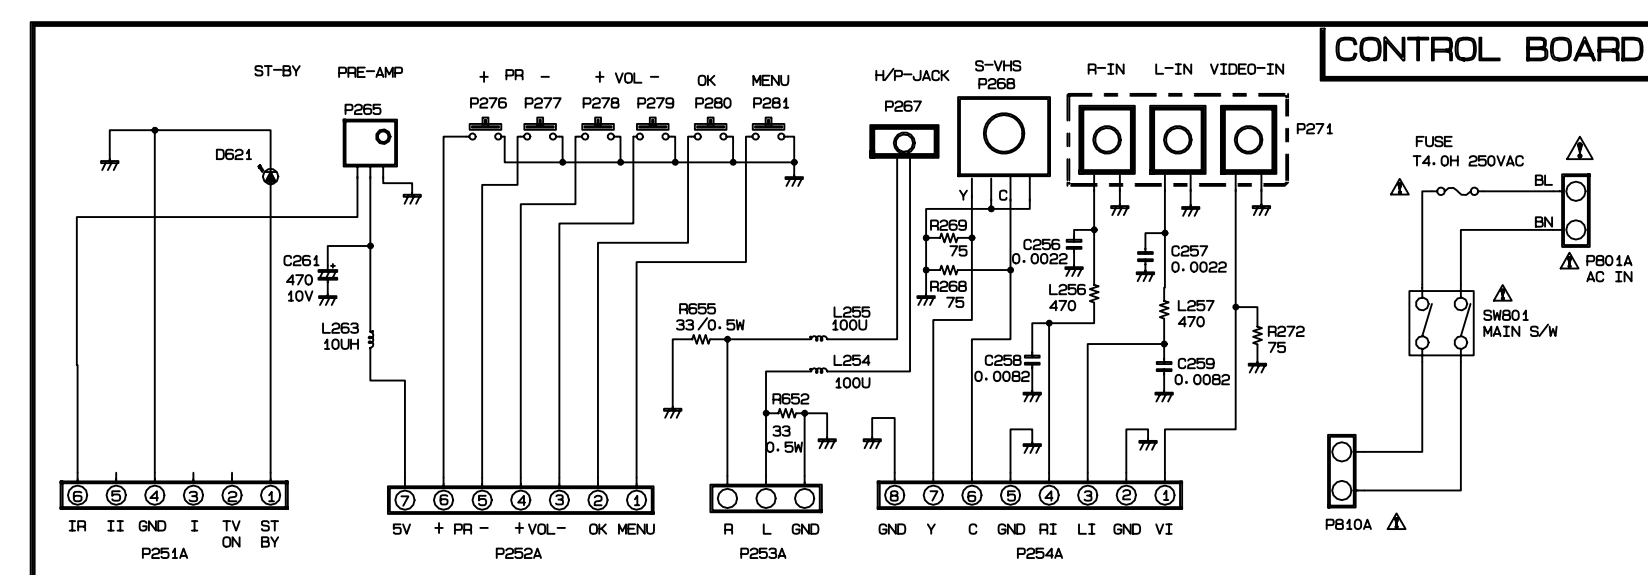 CONTROL BOARD
ST-BY
PRE-AMP
P265
+ PR -
+ VOL -
OK
MENU
P276
P277
P278
P279
P280
P281
H/P-JACK
P267
S-VHS
P268
R-IN
L-IN
VIDEO-IN
P271
D621
Y
C
FUSE
T4.0H 250VAC
BL
BN
P801A
AC IN
SW801
MAIN S/W
C261
470
10V
L263
10UH
R655
33/0.5W
L255
100U
L254
100U
R652
33
0.5W
R269
75
R268
75
C256
0.0022
L256
470
C257
0.0022
L257
470
R272
75
C258
0.0082
C259
0.0082
6 5 4 3 2 1
IR II GND I TV ON ST BY
P251A
7 6 5 4 3 2 1
5V + PR - + VOL- OK MENU
P252A
R L GND
P253A
8 7 6 5 4 3 2 1
GND Y C GND RI LI GND VI
P254A
P810A